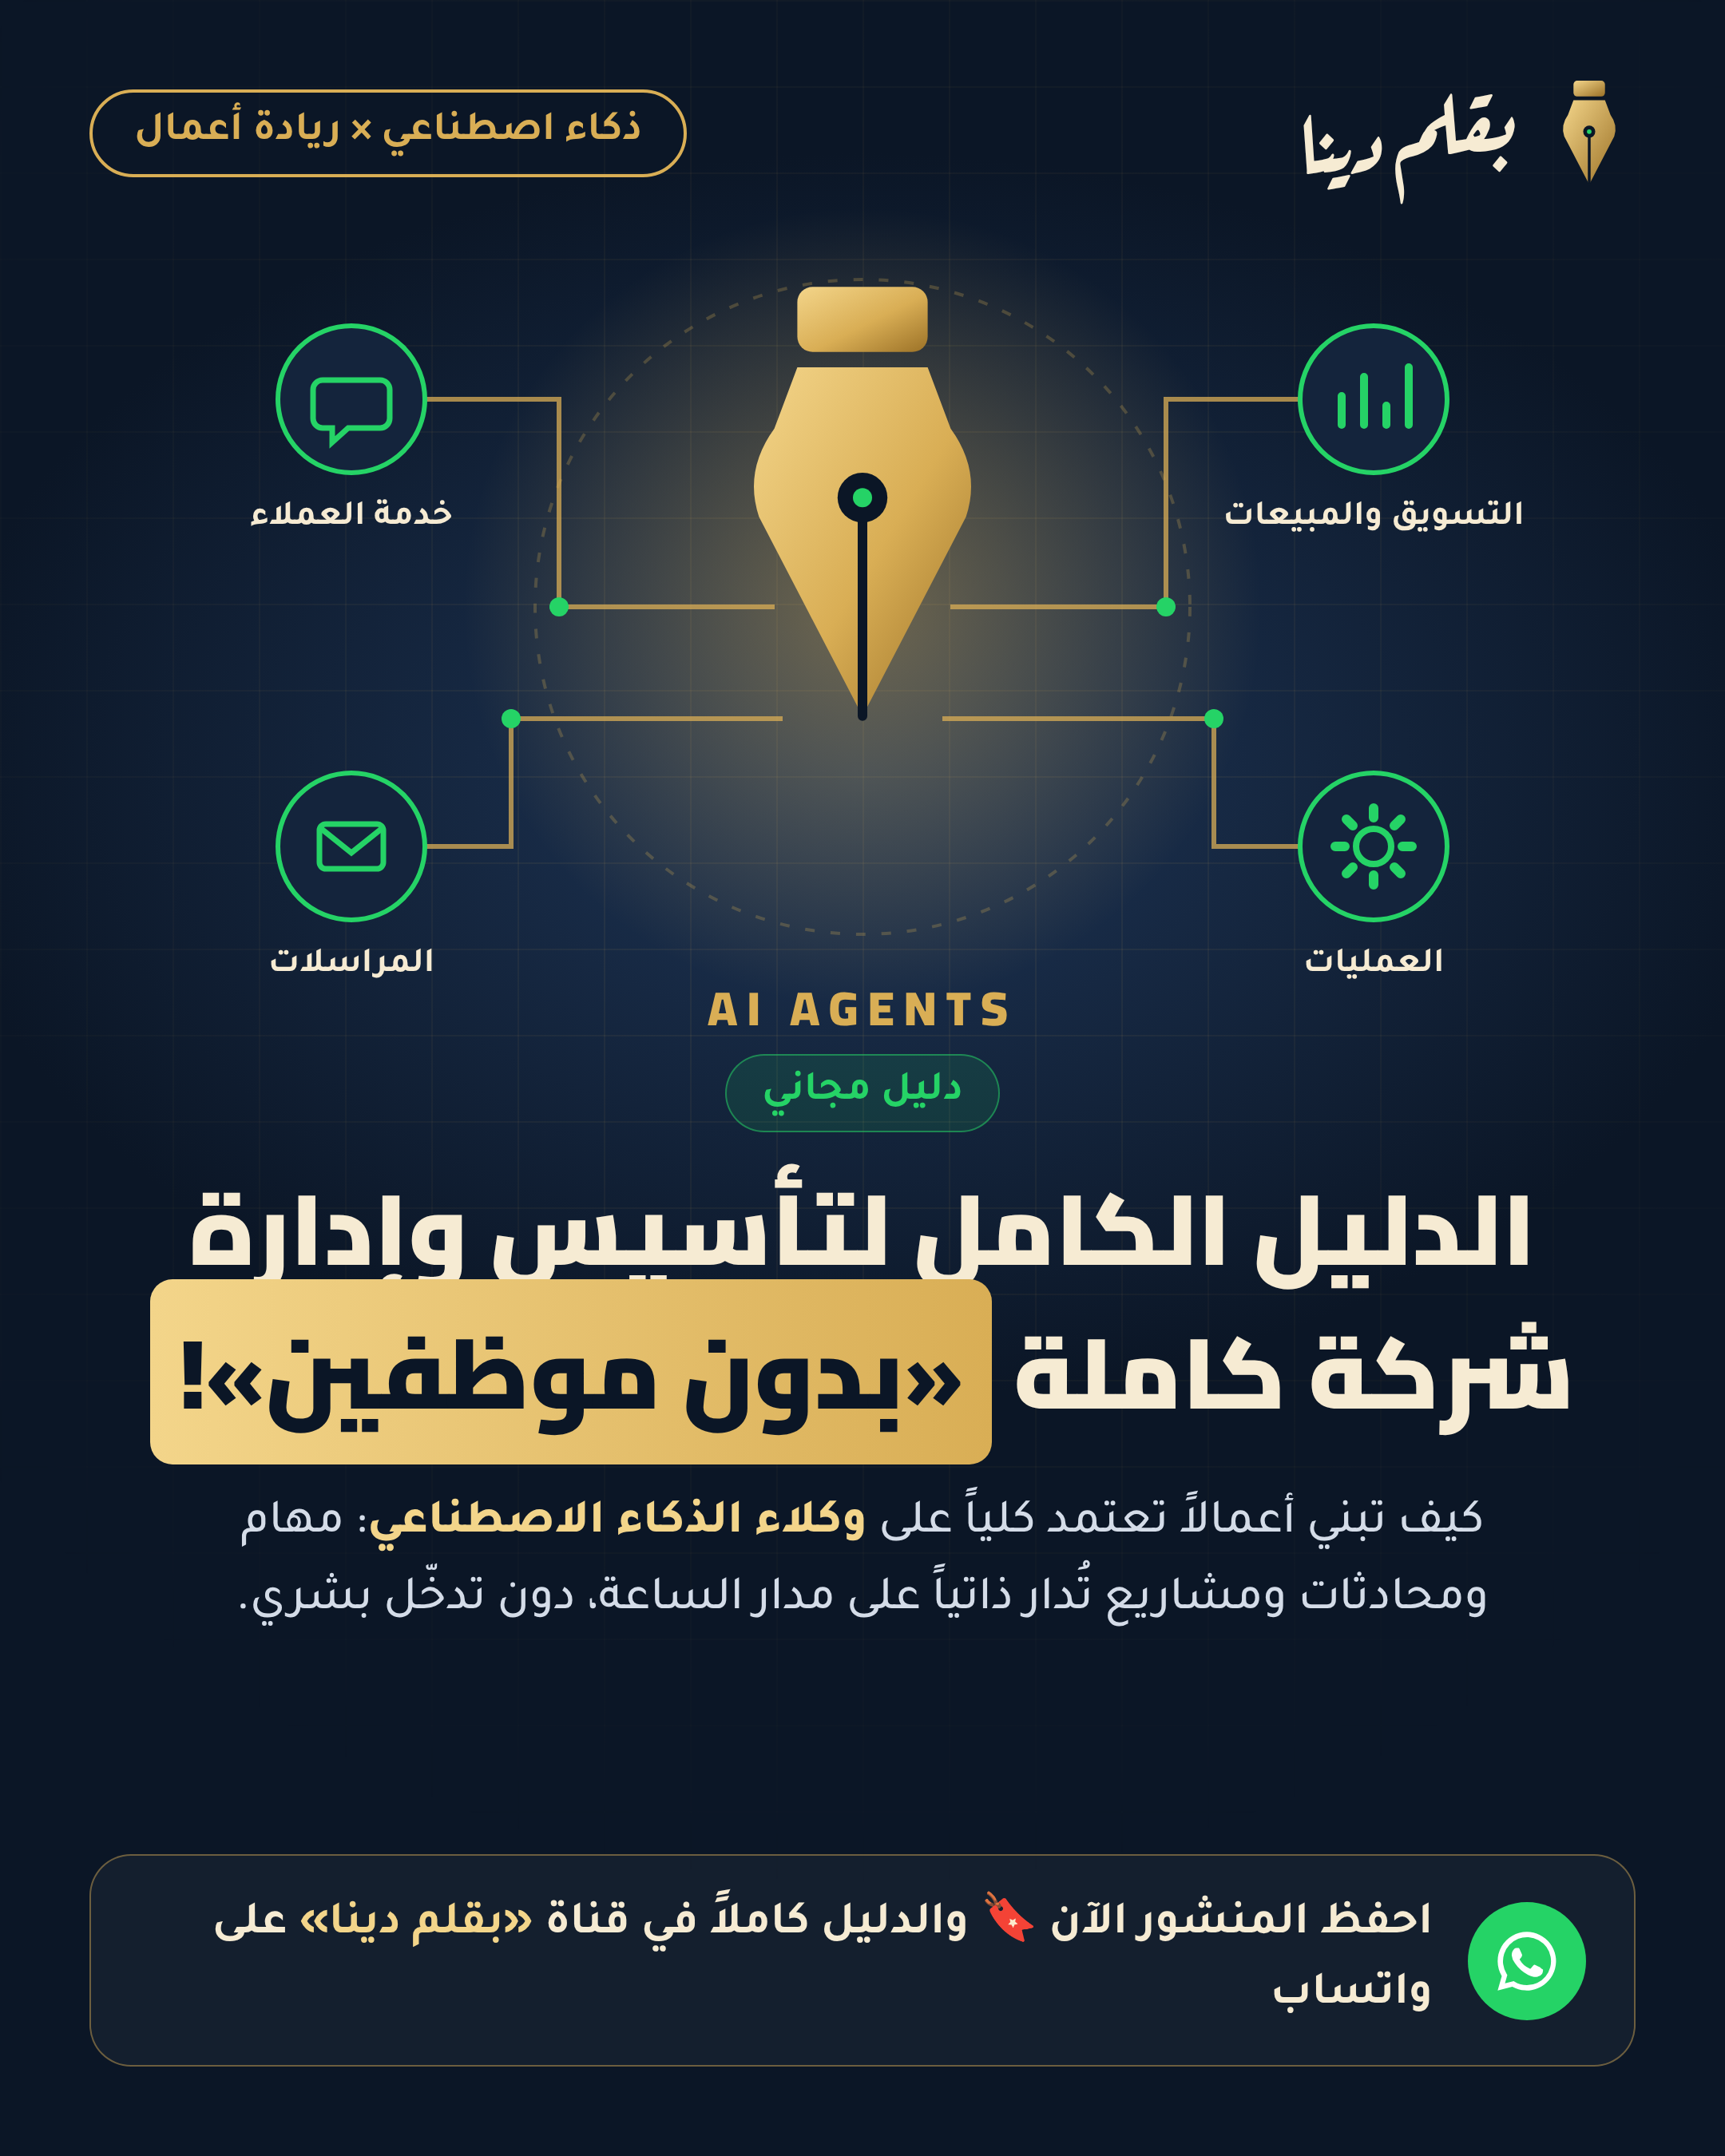 بقلم دينا
ذكاء اصطناعي × ريادة أعمال
التسويق والمبيعات
خدمة العملاء
العمليات
المراسلات
AI AGENTS
دليل مجاني
الدليل الكامل لتأسيس وإدارة
شركة كاملة «بدون موظفين»!
كيف تبني أعمالاً تعتمد كلياً على وكلاء الذكاء الاصطناعي: مهام
ومحادثات ومشاريع تُدار ذاتياً على مدار الساعة، دون تدخّل بشري.
احفظ المنشور الآن 🔖 والدليل كاملاً في قناة «بقلم دينا» على
واتساب